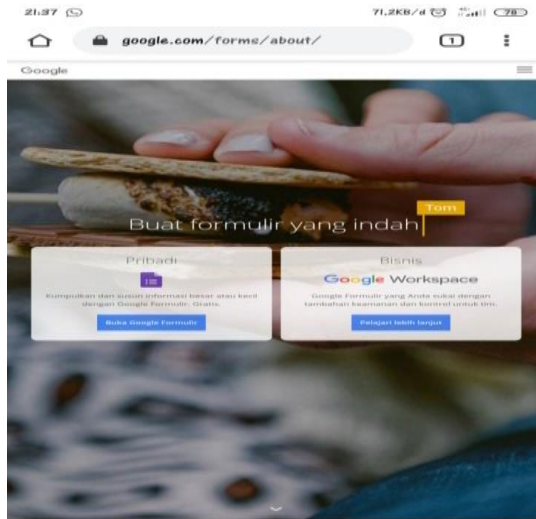 21.37 71,2KB/d 78
google.com/forms/about/ 1
Google
Tom
Buat formulir yang indah
Pribadi
Kumpulkan dan susun informasi besar atau kecil
dengan Google Formulir. Gratis.
Buka Google Formulir
Bisnis
Google Workspace
Google Formulir yang Anda sukai dengan
tambahan keamanan dan kontrol untuk tim.
Pelajari lebih lanjut